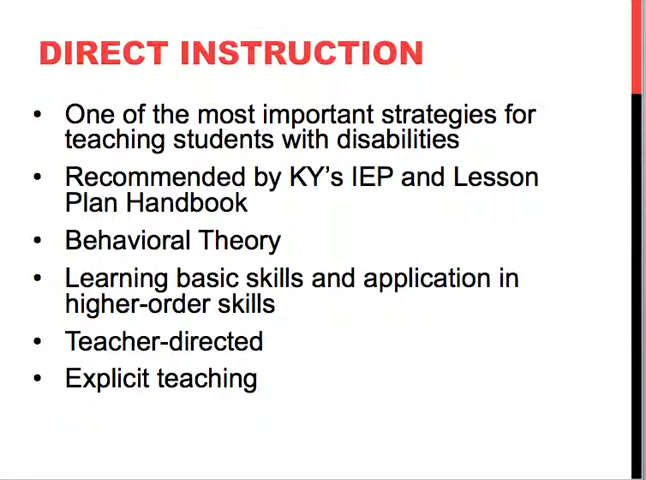 DIRECT INSTRUCTION
• One of the most important strategies for
teaching students with disabilities
• Recommended by KY's IEP and Lesson
Plan Handbook
• Behavioral Theory
• Learning basic skills and application in
higher-order skills
• Teacher-directed
• Explicit teaching